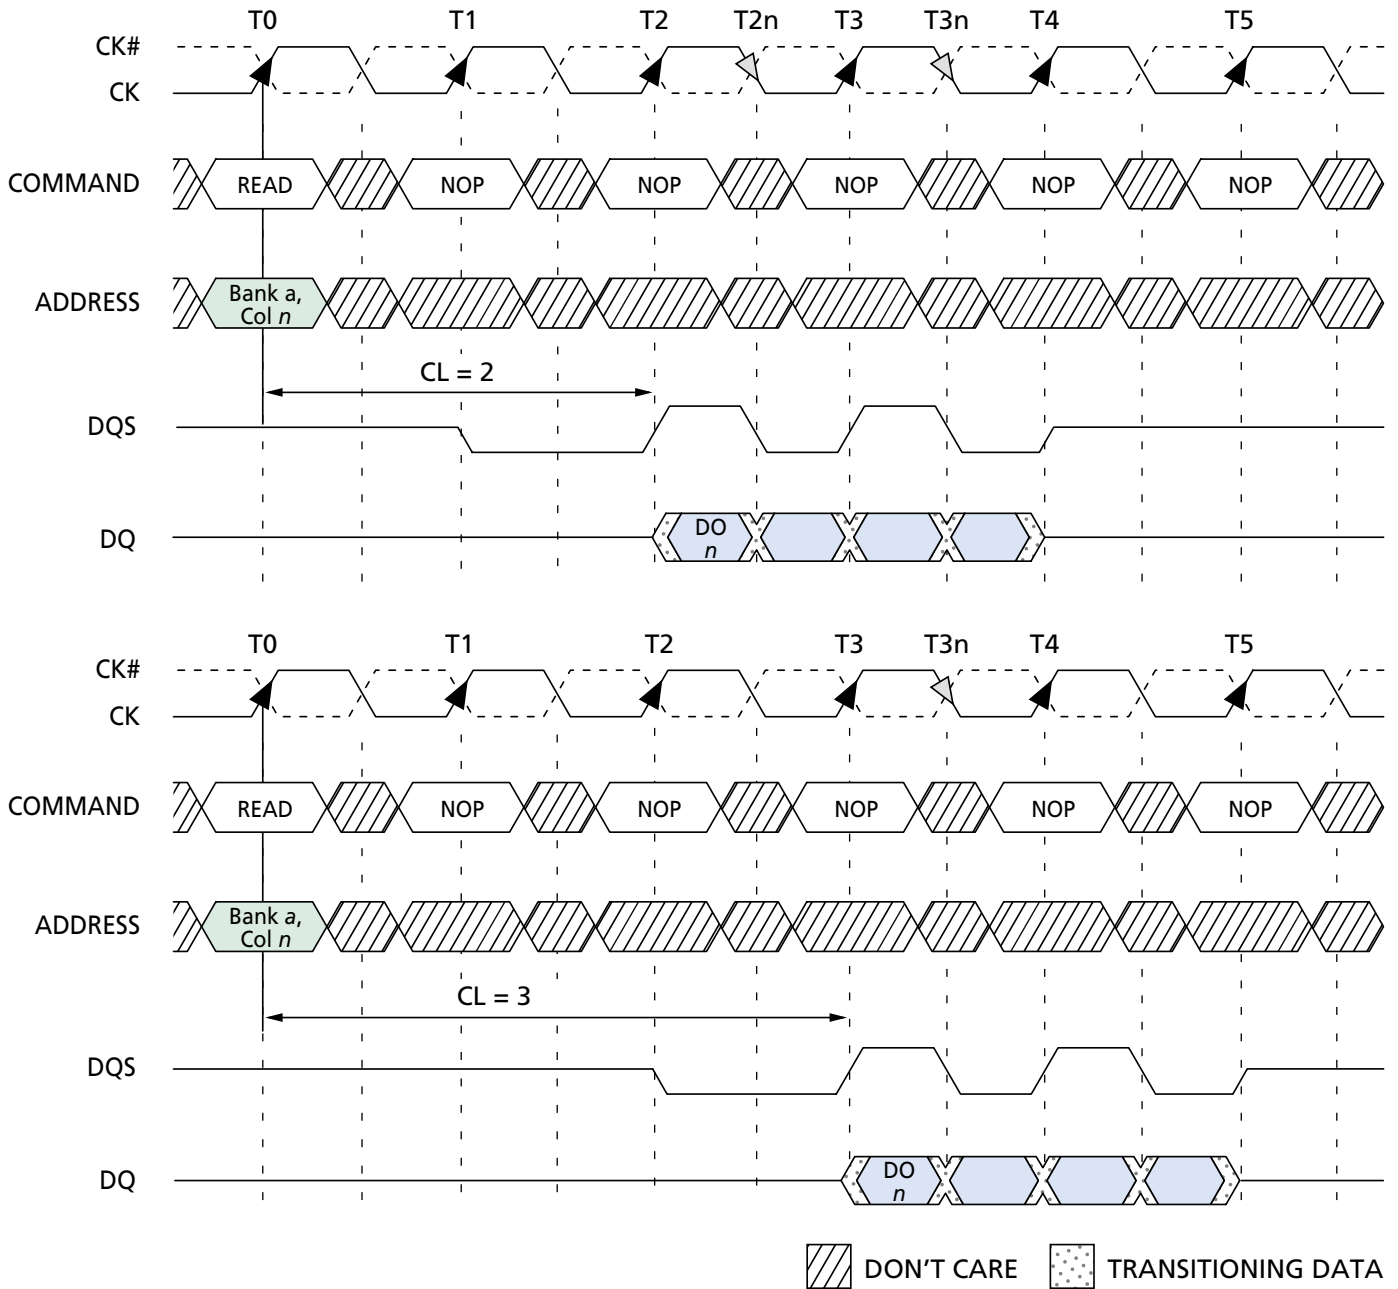 T0 T1 T2 T2n T3 T3n T4 T5
CK#
CK
COMMAND READ NOP NOP NOP NOP NOP
ADDRESS Bank a,
Col n
CL = 2
DQS
DQ DO
n
T0 T1 T2 T3 T3n T4 T5
CK#
CK
COMMAND READ NOP NOP NOP NOP NOP
ADDRESS Bank a,
Col n
CL = 3
DQS
DQ DO
n
DON'T CARE TRANSITIONING DATA